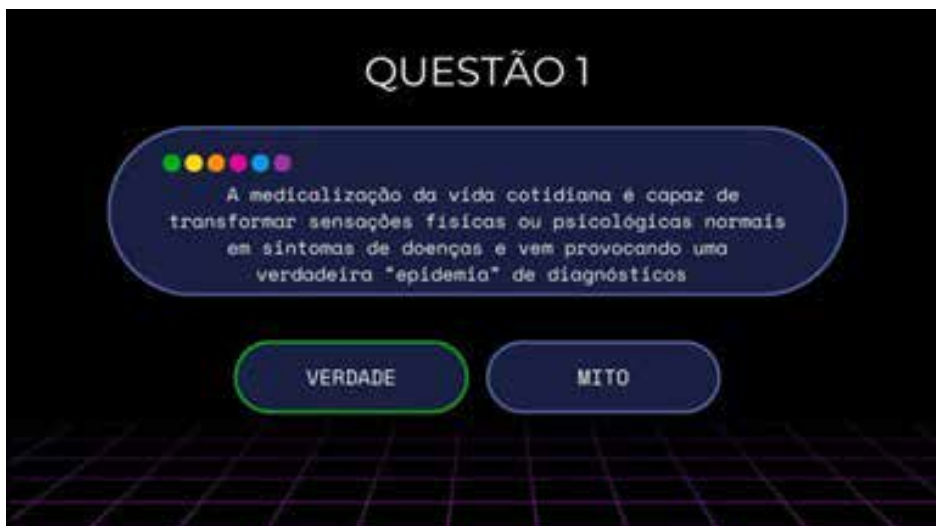 QUESTÃO 1
A medicalização da vida cotidiana é capaz de
transformar sensações físicas ou psicológicas normais
em sintomas de doenças e vem provocando uma
verdadeira "epidemia" de diagnósticos
VERDADE
MITO